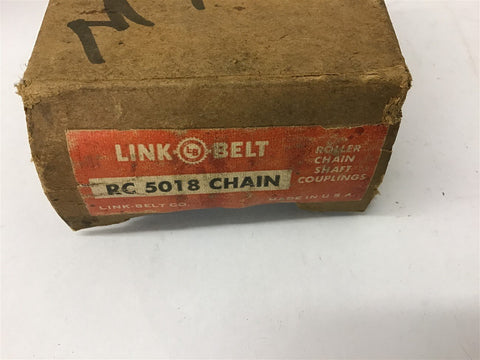 LINK BELT
RC 5018 CHAIN
LINK-BELT CO.
ROLLER
CHAIN
SHAFT
COUPLINGS
MADE IN U.S.A.